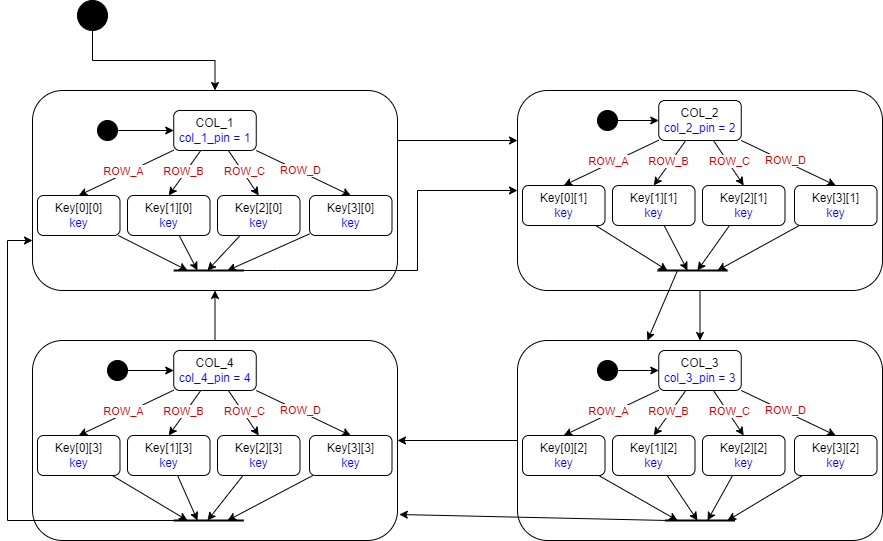 COL_1
col_1_pin = 1
ROW_A
ROW_B
ROW_C
ROW_D
Key[0][0]
key
Key[1][0]
key
Key[2][0]
key
Key[3][0]
key
COL_2
col_2_pin = 2
ROW_A
ROW_B
ROW_C
ROW_D
Key[0][1]
key
Key[1][1]
key
Key[2][1]
key
Key[3][1]
key
COL_4
col_4_pin = 4
ROW_A
ROW_B
ROW_C
ROW_D
Key[0][3]
key
Key[1][3]
key
Key[2][3]
key
Key[3][3]
key
COL_3
col_3_pin = 3
ROW_A
ROW_B
ROW_C
ROW_D
Key[0][2]
key
Key[1][2]
key
Key[2][2]
key
Key[3][2]
key